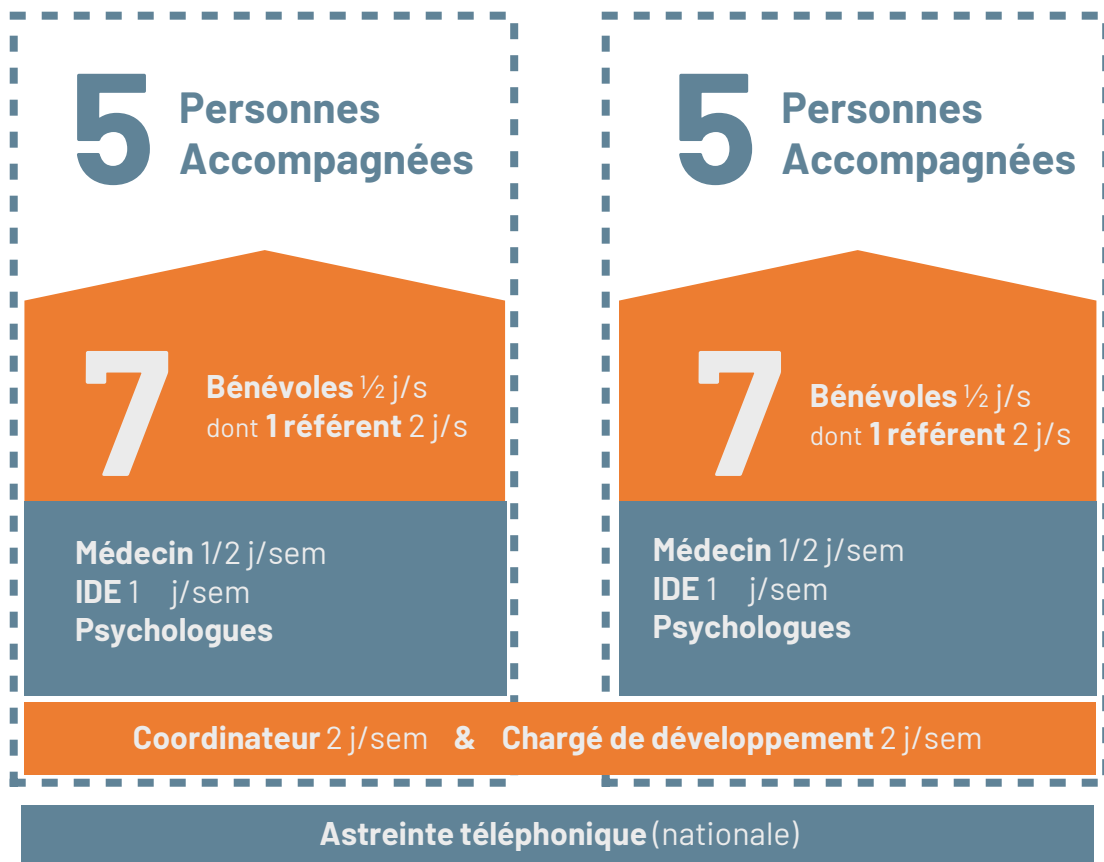 5 Personnes
Accompagnées
7 Bénévoles ½ j/s
dont 1 référent 2 j/s
Médecin 1/2 j/sem
IDE 1 j/sem
Psychologues
5 Personnes
Accompagnées
7 Bénévoles ½ j/s
dont 1 référent 2 j/s
Médecin 1/2 j/sem
IDE 1 j/sem
Psychologues
Coordinateur 2 j/sem & Chargé de développement 2 j/sem
Astreinte téléphonique (nationale)